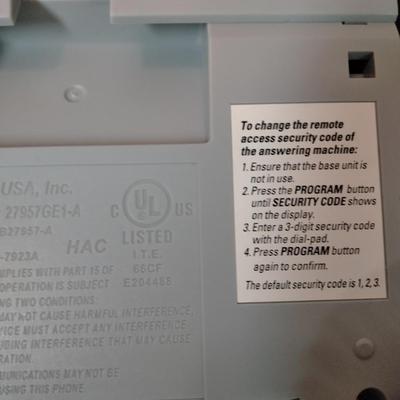 To change the remote
access security code of
the answering machine:
1. Ensure that the base unit is
not in use.
2. Press the PROGRAM button
until SECURITY CODE shows
on the display.
3. Enter a 3-digit security code
with the dial-pad.
4. Press PROGRAM button
again to confirm.
The default security code is 1, 2, 3.
USA, Inc.
27957GE1-A
B27957-A
-7923A
HAC
C UL US
LISTED
I.T.E.
66CF
E204466
MPLIES WITH PART 15 OF
OPERATION IS SUBJECT
NG TWO CONDITIONS:
MAY NOT CAUSE HARMFUL INTERFERENCE,
VICE MUST ACCEPT ANY INTERFERENCE
UDING INTERFERENCE THAT MAY CAUSE
RATION.
MMUNICATIONS MAY NOT BE
USING THIS PHONE.